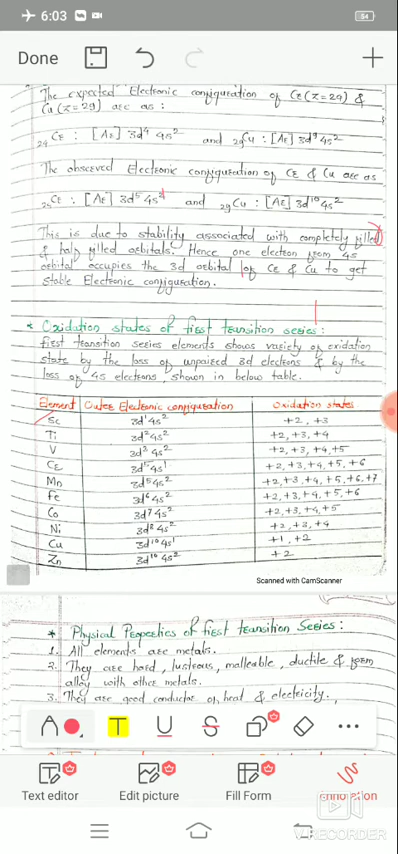 6:03
54
Done
The expected Electronic configuration of Cr (z=24) &
Cu (z=29) are as :
24Cr : [Ar] 3d4 4s2 and 29Cu : [Ar] 3d9 4s2
The observed Electronic configuration of Cr & Cu are as
24Cr : [Ar] 3d5 4s1 and 29Cu : [Ar] 3d10 4s2
This is due to stability associated with completely filled
& half filled orbitals. Hence one electron from 4s
orbital occupies the 3d orbital of Cr & Cu to get
stable Electronic configuration.
* Oxidation states of first transition series :
first transition series elements shows variety of oxidation
state by the loss of unpaired 3d electrons & by the
loss of 4s electrons, shown in below table.
Element Outer Electronic configuration Oxidation states
Sc 3d1 4s2 +2, +3
Ti 3d2 4s2 +2, +3, +4
V 3d3 4s2 +2, +3, +4, +5
Cr 3d5 4s1 +2, +3, +4, +5, +6
Mn 3d5 4s2 +2, +3, +4, +5, +6, +7
Fe 3d6 4s2 +2, +3, +4, +5, +6
Co 3d7 4s2 +2, +3, +4, +5
Ni 3d8 4s2 +2, +3, +4
Cu 3d10 4s1 +1, +2
Zn 3d10 4s2 +2
Scanned with CamScanner
* Physical Properties of first transition Series :
1. All elements are metals.
2. They are hard, lustrous, malleable, ductile & form
alloy with other metals.
3. They are good conductor of heat & electricity.
T U S
Text editor Edit picture Fill Form Annotation
V RECORDER